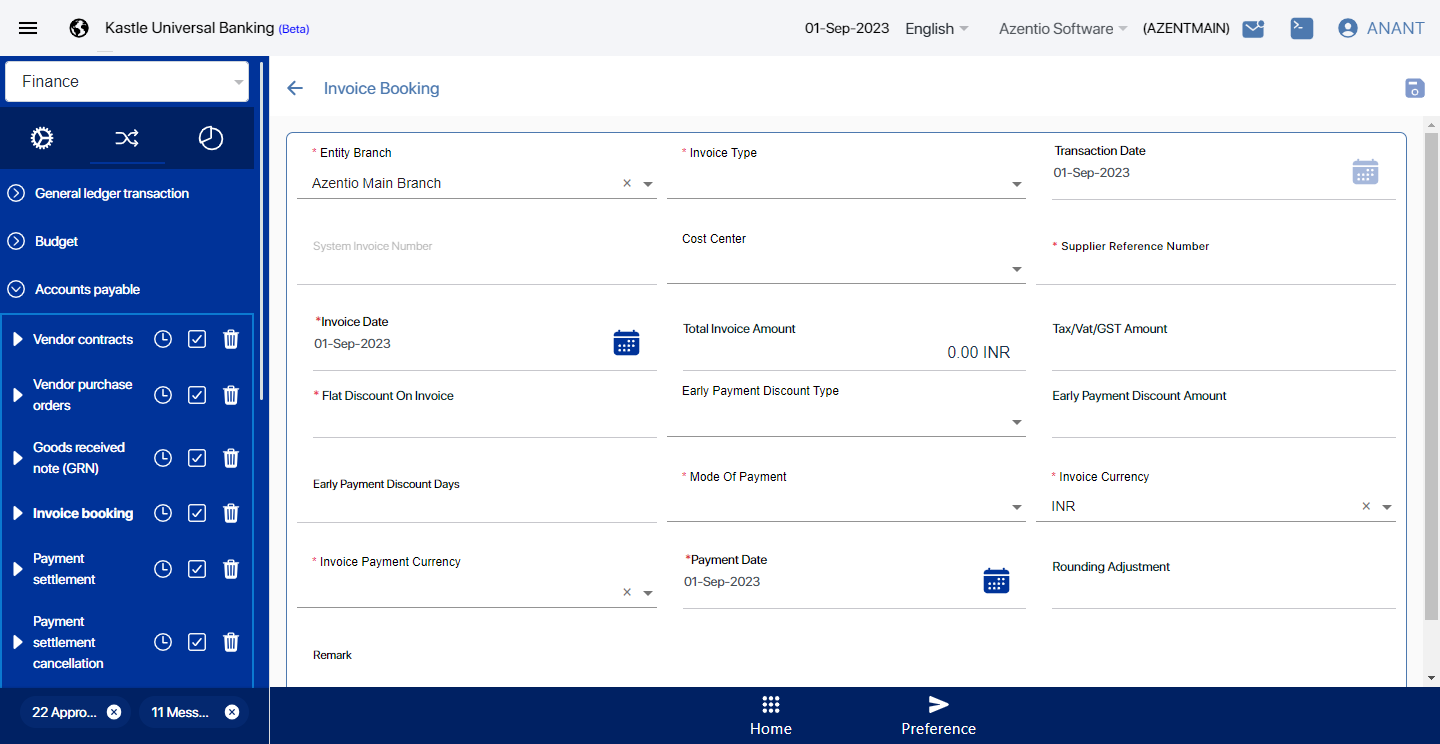 Kastle Universal Banking (Beta)
01-Sep-2023
English
Azentio Software
(AZENTMAIN)
ANANT
Finance
General ledger transaction
Budget
Accounts payable
Vendor contracts
Vendor purchase
orders
Goods received
note (GRN)
Invoice booking
Payment
settlement
Payment
settlement
cancellation
22 Appro...
11 Mess...
Invoice Booking
* Entity Branch
Azentio Main Branch
* Invoice Type
Transaction Date
01-Sep-2023
System Invoice Number
Cost Center
* Supplier Reference Number
*Invoice Date
01-Sep-2023
Total Invoice Amount
0.00 INR
Tax/Vat/GST Amount
* Flat Discount On Invoice
Early Payment Discount Type
Early Payment Discount Amount
Early Payment Discount Days
* Mode Of Payment
* Invoice Currency
INR
* Invoice Payment Currency
*Payment Date
01-Sep-2023
Rounding Adjustment
Remark
Home
Preference